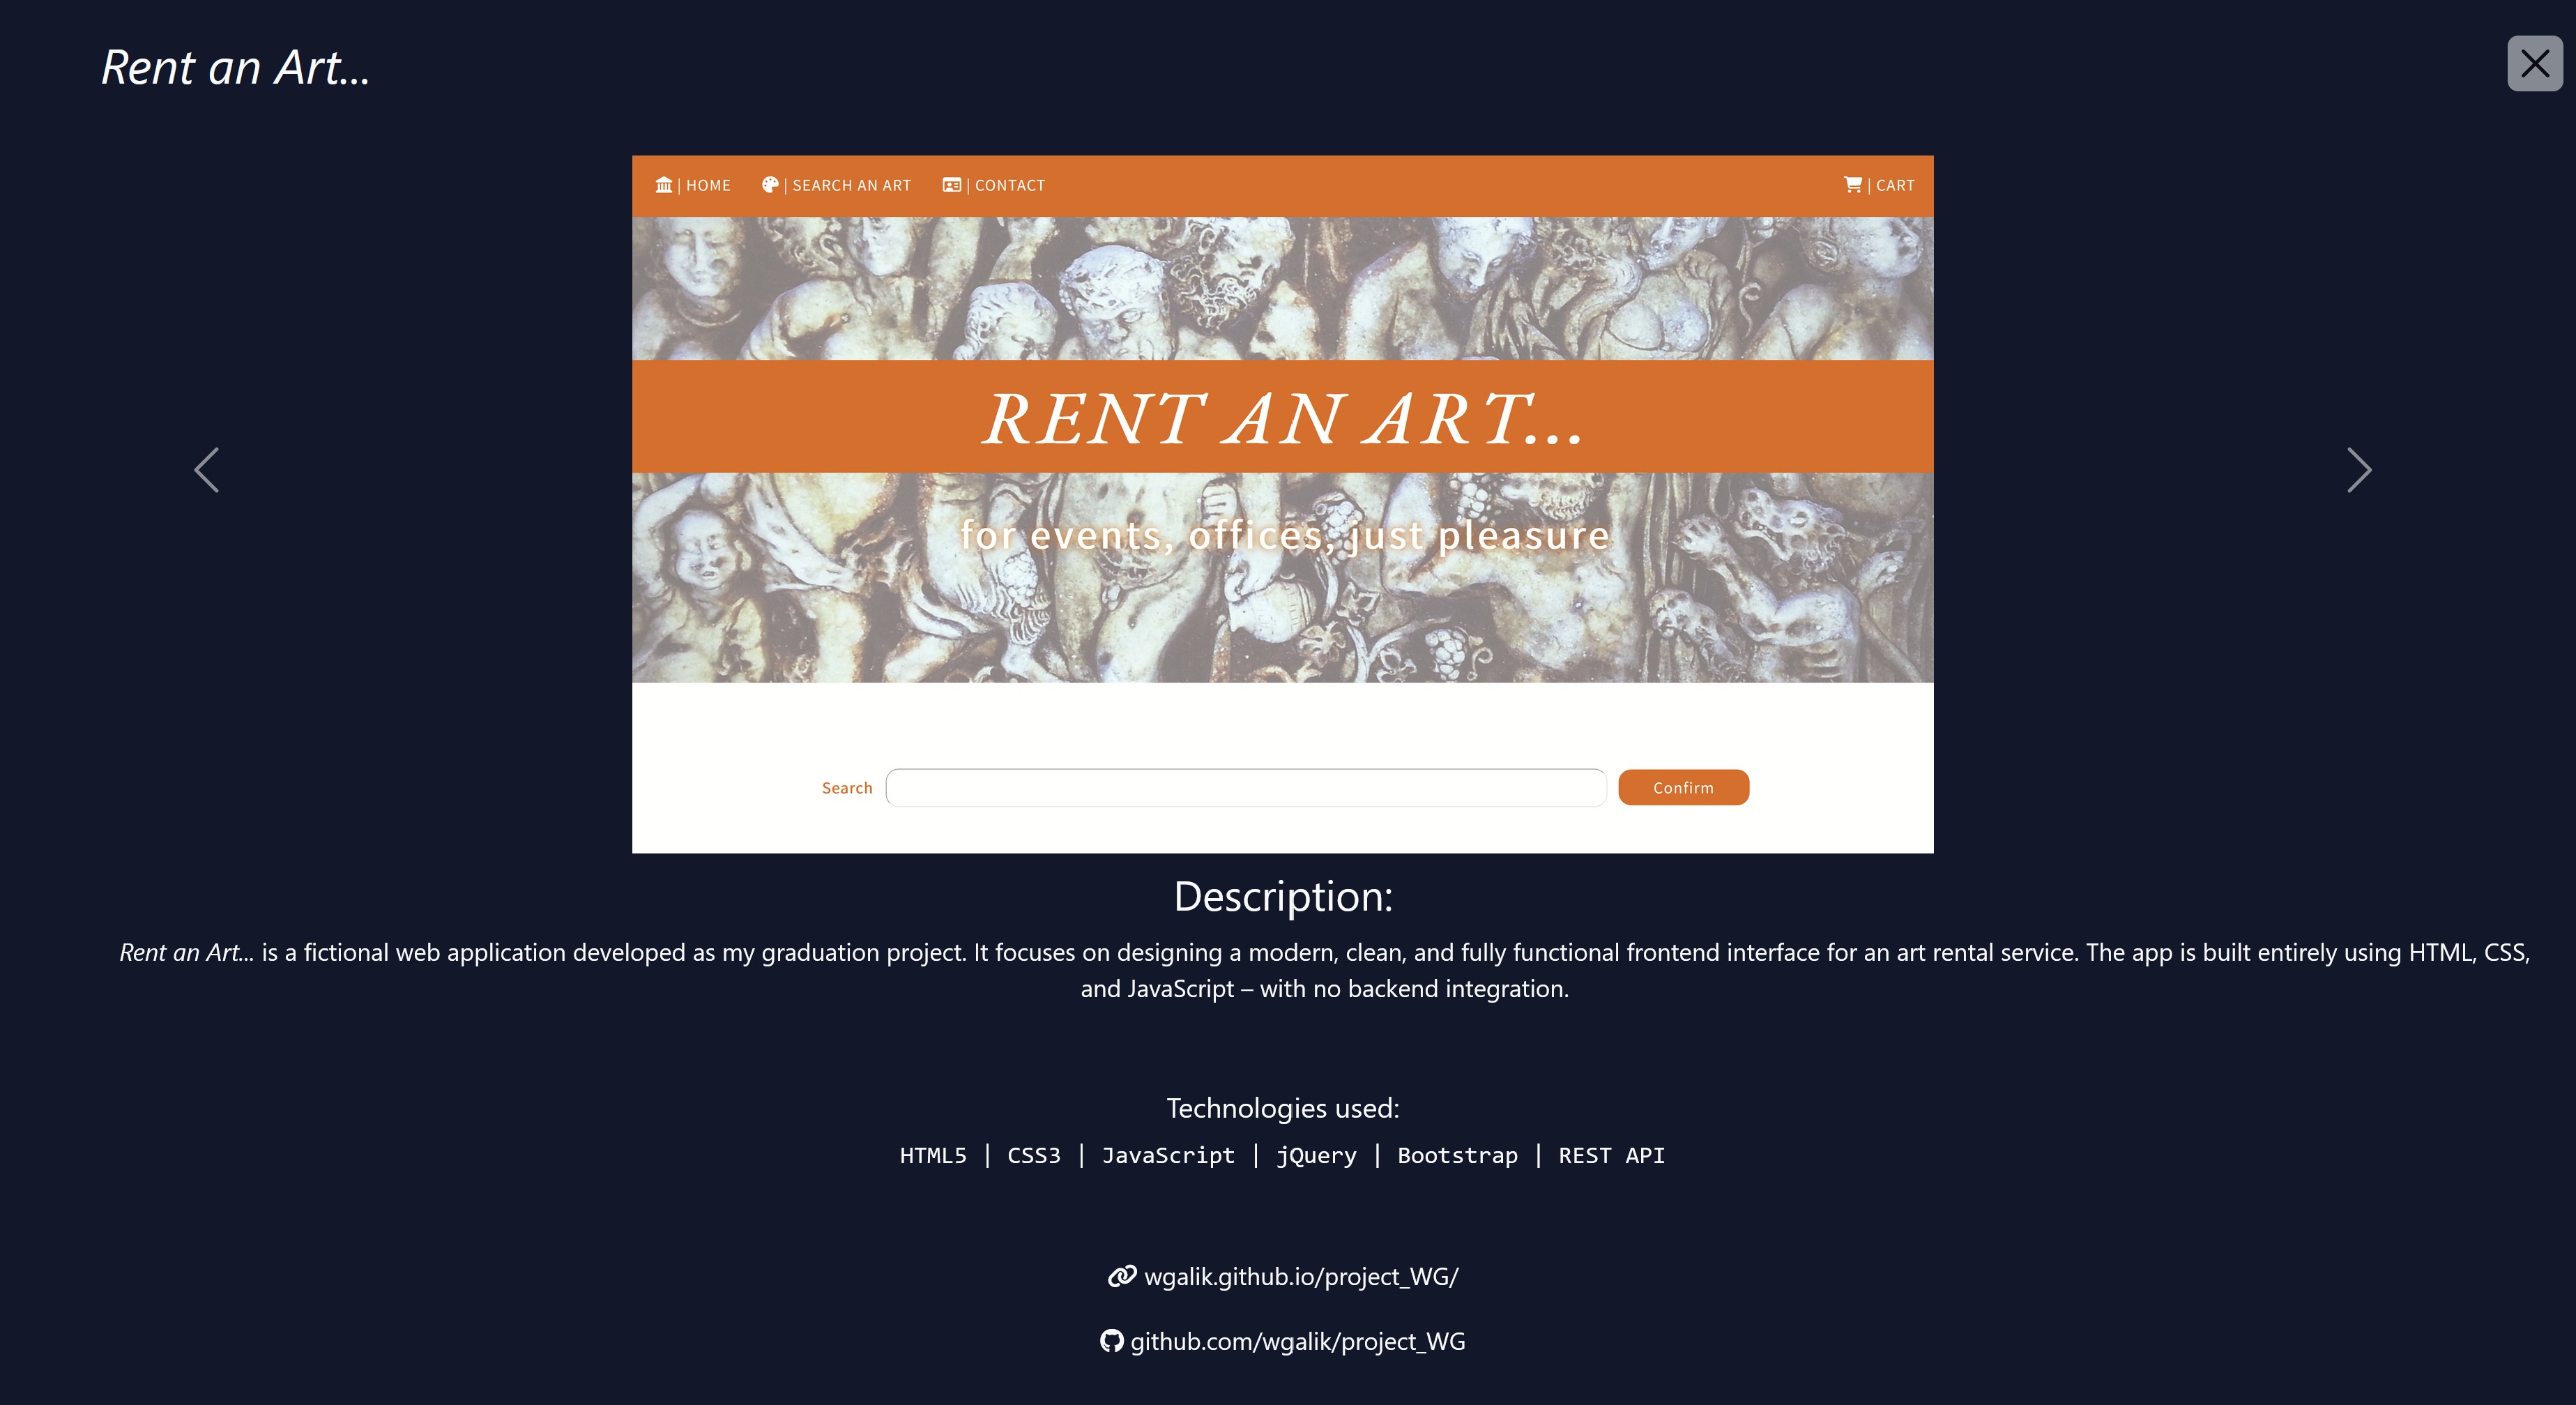 Rent an Art...
| HOME | SEARCH AN ART | CONTACT | CART
RENT AN ART...
for events, offices, just pleasure
Search Confirm
Description:
Rent an Art... is a fictional web application developed as my graduation project. It focuses on designing a modern, clean, and fully functional frontend interface for an art rental service. The app is built entirely using HTML, CSS,
and JavaScript – with no backend integration.
Technologies used:
HTML5 | CSS3 | JavaScript | jQuery | Bootstrap | REST API
wgalik.github.io/project_WG/
github.com/wgalik/project_WG